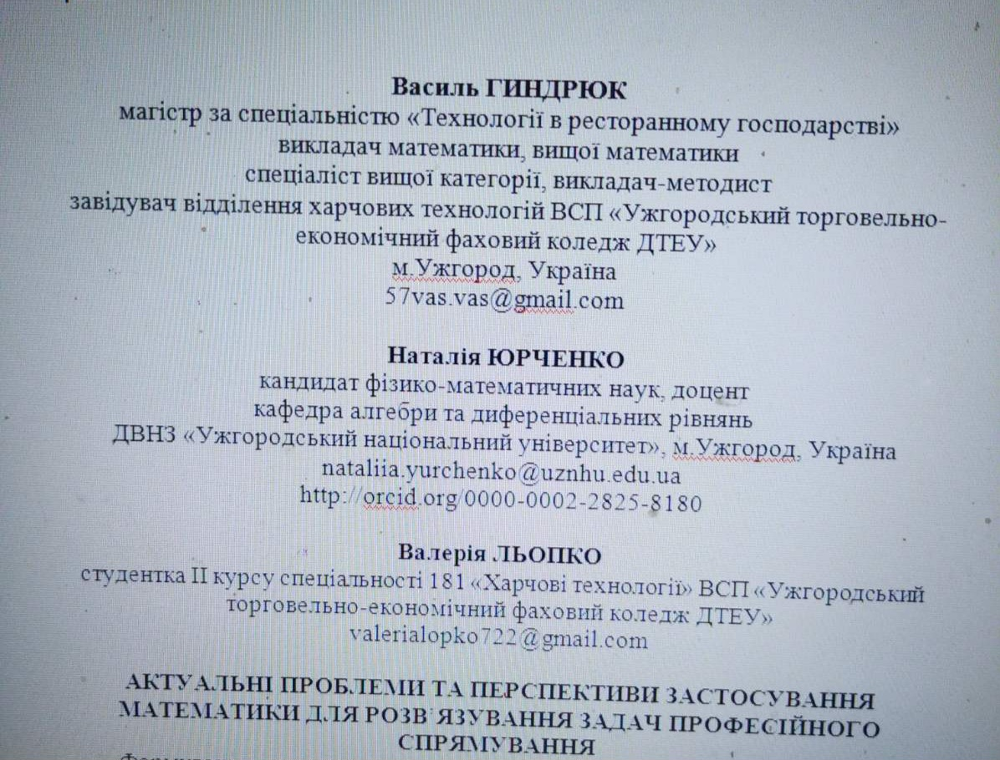 Василь ГИНДРЮК
магістр за спеціальністю «Технології в ресторанному господарстві»
викладач математики, вищої математики
спеціаліст вищої категорії, викладач-методист
завідувач відділення харчових технологій ВСП «Ужгородський торговельно-
економічний фаховий коледж ДТЕУ»
м.Ужгород, Україна
57vas.vas@gmail.com
Наталія ЮРЧЕНКО
кандидат фізико-математичних наук, доцент
кафедра алгебри та диференціальних рівнянь
ДВНЗ «Ужгородський національний університет», м.Ужгород, Україна
nataliia.yurchenko@uznhu.edu.ua
http://orcid.org/0000-0002-2825-8180
Валерія ЛЬОПКО
студентка ІІ курсу спеціальності 181 «Харчові технології» ВСП «Ужгородський
торговельно-економічний фаховий коледж ДТЕУ»
valerialopko722@gmail.com
АКТУАЛЬНІ ПРОБЛЕМИ ТА ПЕРСПЕКТИВИ ЗАСТОСУВАННЯ
МАТЕМАТИКИ ДЛЯ РОЗВ'ЯЗУВАННЯ ЗАДАЧ ПРОФЕСІЙНОГО
СПРЯМУВАННЯ